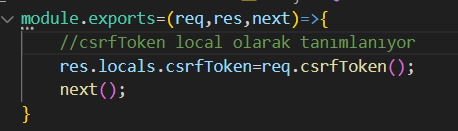 module.exports=(req,res,next)=>{
//csrfToken local olarak tanımlanıyor
res.locals.csrfToken=req.csrfToken();
next();
}